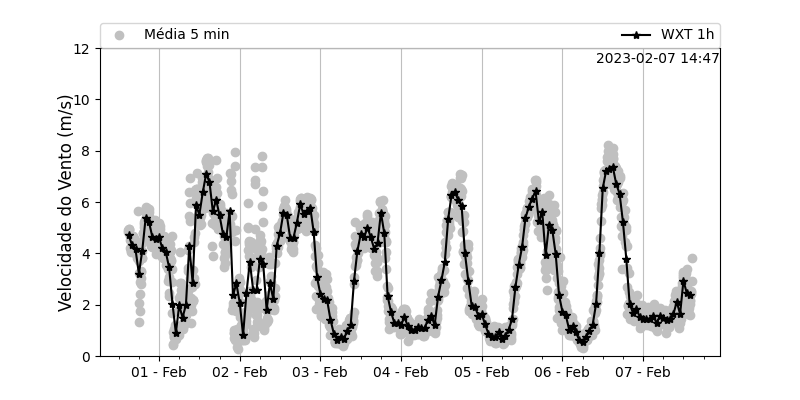 Média 5 min
WXT 1h
2023-02-07 14:47
Velocidade do Vento (m/s)
12
10
8
6
4
2
0
01 - Feb
02 - Feb
03 - Feb
04 - Feb
05 - Feb
06 - Feb
07 - Feb